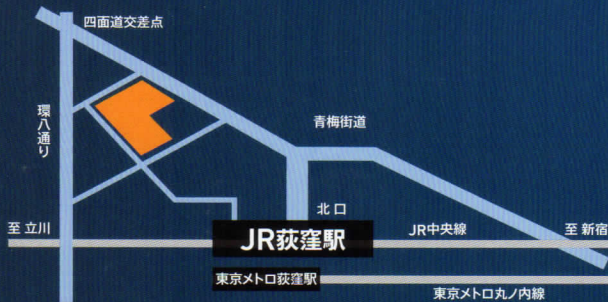 四面道交差点
環八通り
青梅街道
北口
至 立川
JR荻窪駅
JR中央線
至 新宿
東京メトロ荻窪駅
東京メトロ丸ノ内線